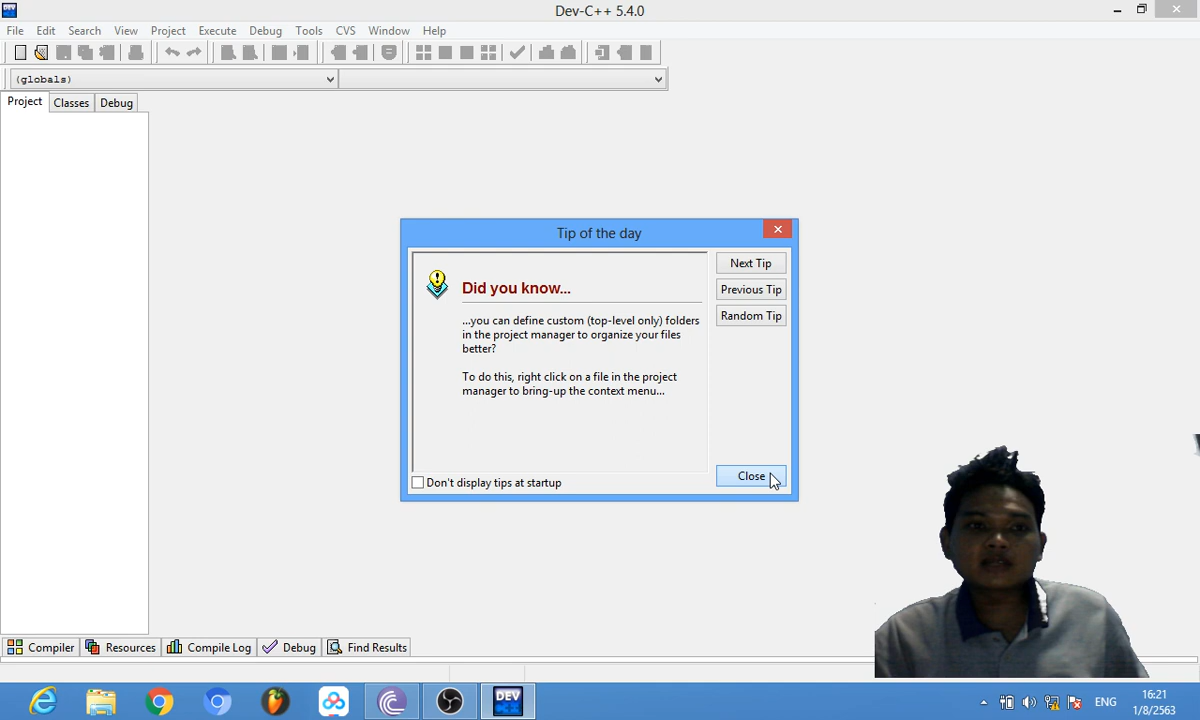 Dev-C++ 5.4.0
File Edit Search View Project Execute Debug Tools CVS Window Help
(globals)
Project Classes Debug
Tip of the day
Did you know...
...you can define custom (top-level only) folders
in the project manager to organize your files
better?
To do this, right click on a file in the project
manager to bring-up the context menu...
Next Tip
Previous Tip
Random Tip
Don't display tips at startup
Close
Compiler Resources Compile Log Debug Find Results
DEV
C++
ENG
16:21
1/8/2563